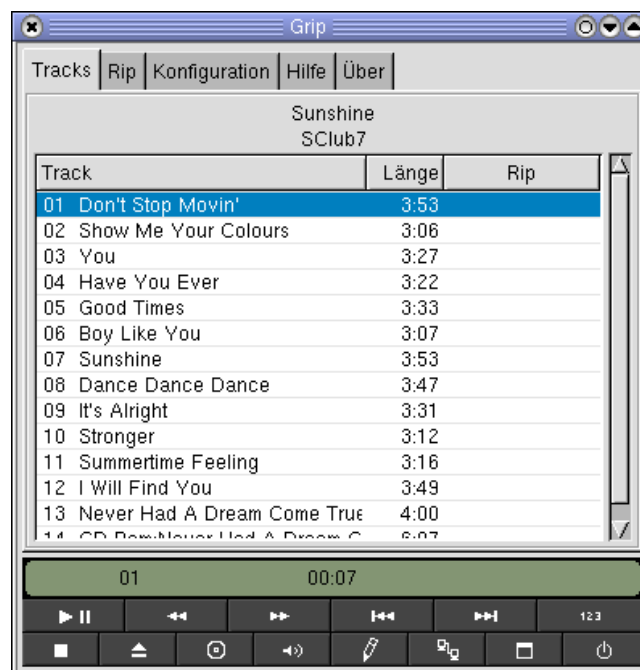 Grip
Tracks Rip Konfiguration Hilfe Über
Sunshine
SClub7
Track Länge Rip
01 Don't Stop Movin' 3:53
02 Show Me Your Colours 3:06
03 You 3:27
04 Have You Ever 3:22
05 Good Times 3:33
06 Boy Like You 3:07
07 Sunshine 3:53
08 Dance Dance Dance 3:47
09 It's Alright 3:31
10 Stronger 3:12
11 Summertime Feeling 3:16
12 I Will Find You 3:49
13 Never Had A Dream Come True 4:00
14 Never Had A Dream
01 00:07
123